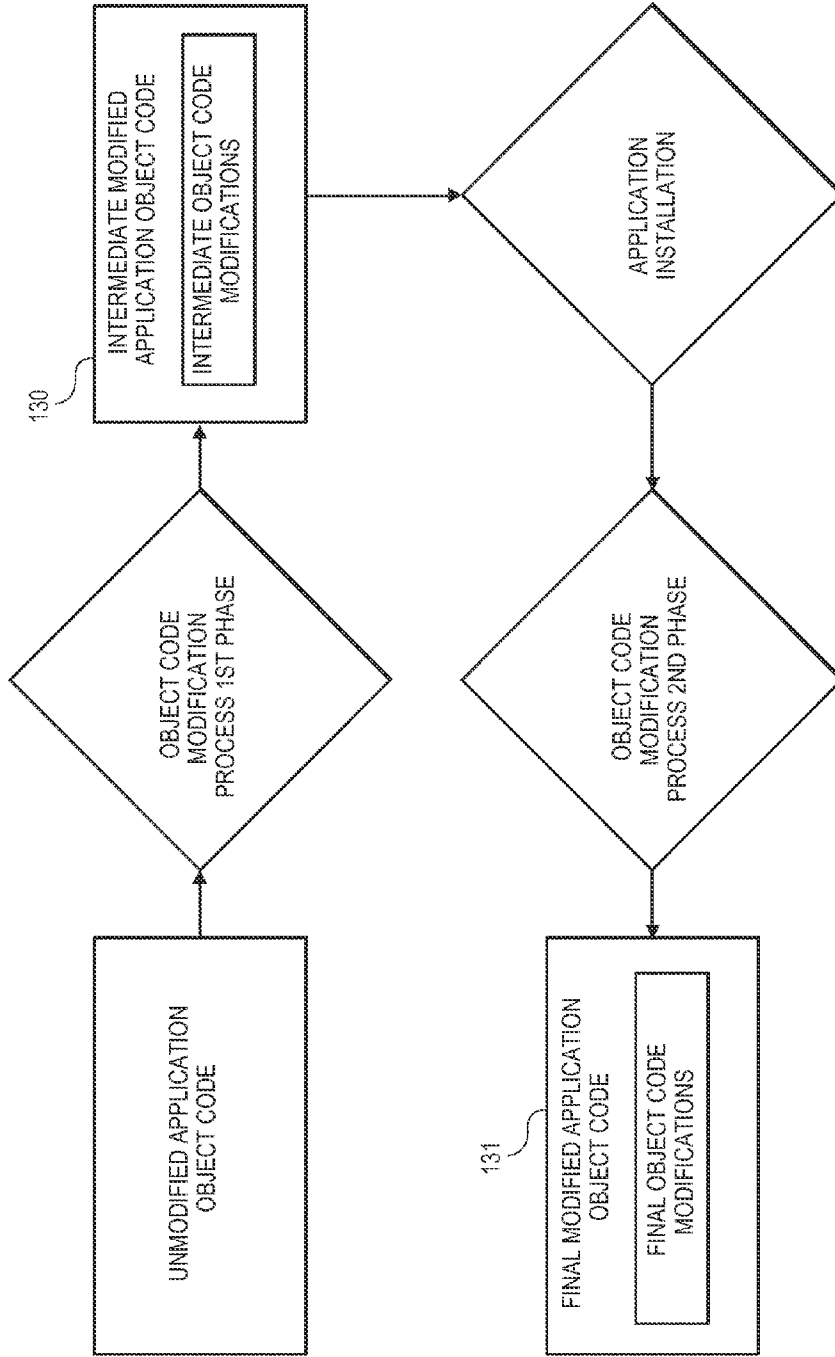 UNMODIFIED APPLICATION
OBJECT CODE
OBJECT CODE
MODIFICATION
PROCESS 1ST PHASE
130
INTERMEDIATE MODIFIED
APPLICATION OBJECT CODE
INTERMEDIATE OBJECT CODE
MODIFICATIONS
APPLICATION
INSTALLATION
OBJECT CODE
MODIFICATION
PROCESS 2ND PHASE
131
FINAL MODIFIED APPLICATION
OBJECT CODE
FINAL OBJECT CODE
MODIFICATIONS